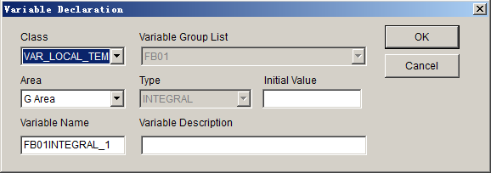 Variable Declaration
Class
Variable Group List
OK
VAR_LOCAL_TEM
FB01
Cancel
Area
Type
Initial Value
G Area
INTEGRAL
Variable Name
Variable Description
FB01INTEGRAL_1